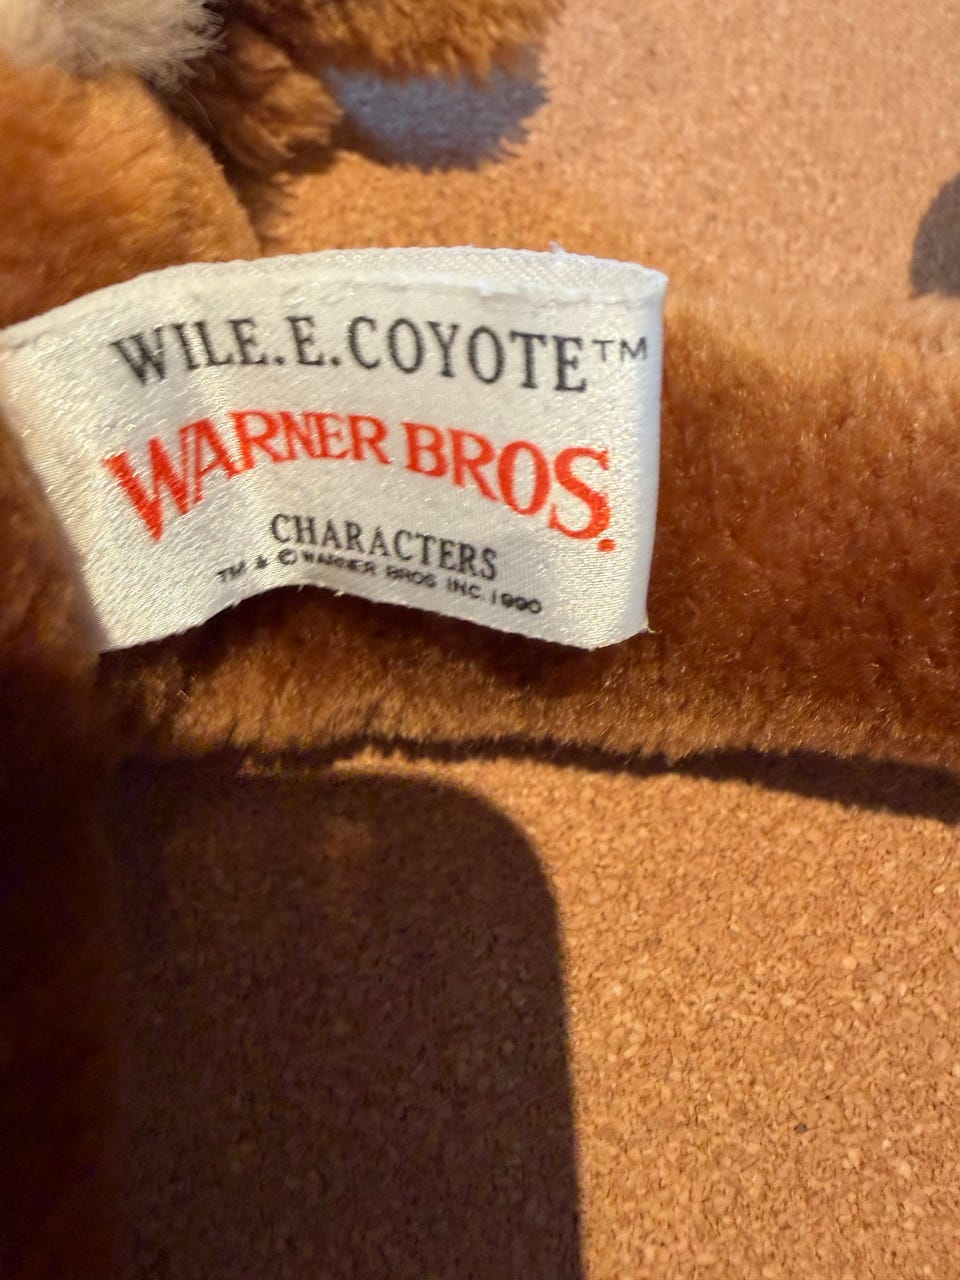 WILE.E.COYOTE™
WARNER BROS.
CHARACTERS
TM & © WARNER BROS INC. 1990